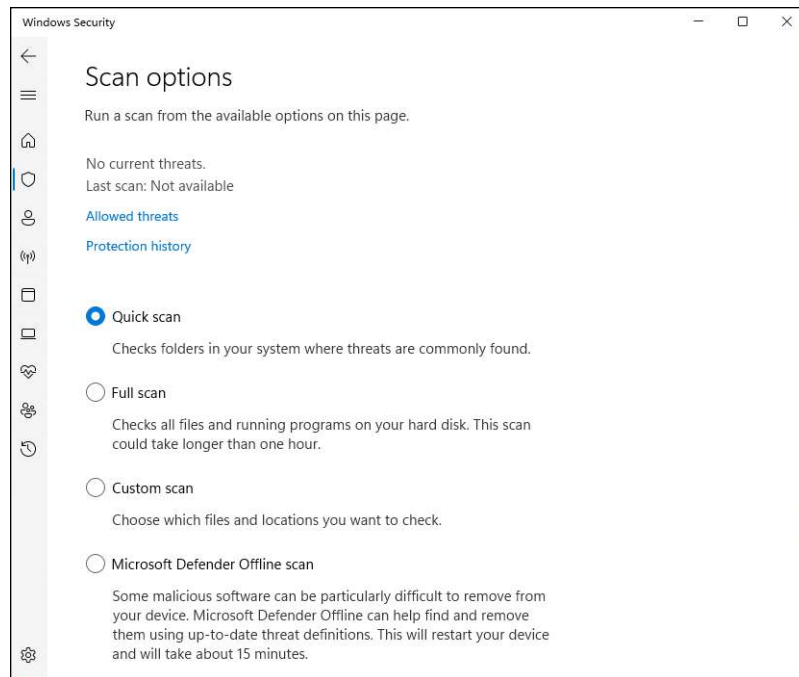 Windows Security
Scan options
Run a scan from the available options on this page.
No current threats.
Last scan: Not available
Allowed threats
Protection history
Quick scan
Checks folders in your system where threats are commonly found.
Full scan
Checks all files and running programs on your hard disk. This scan
could take longer than one hour.
Custom scan
Choose which files and locations you want to check.
Microsoft Defender Offline scan
Some malicious software can be particularly difficult to remove from
your device. Microsoft Defender Offline can help find and remove
them using up-to-date threat definitions. This will restart your device
and will take about 15 minutes.